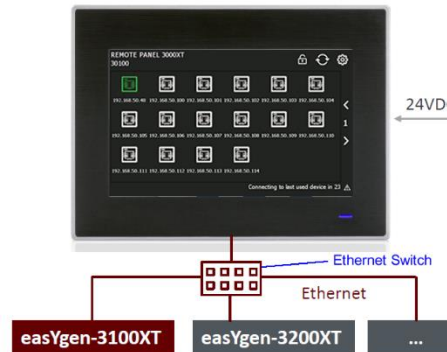 REMOTE PANEL 3000XT
30100
192.168.50.40 192.168.50.100 192.168.50.101 192.168.50.102 192.168.50.103 192.168.50.104
1
24VD
192.168.50.105 192.168.50.106 192.168.50.107 192.168.50.108 192.168.50.109 192.168.50.110
192.168.50.111 192.168.50.112 192.168.50.113 192.168.50.114
Connecting to last used device in 23
Ethernet Switch
Ethernet
easYgen-3100XT easYgen-3200XT ...